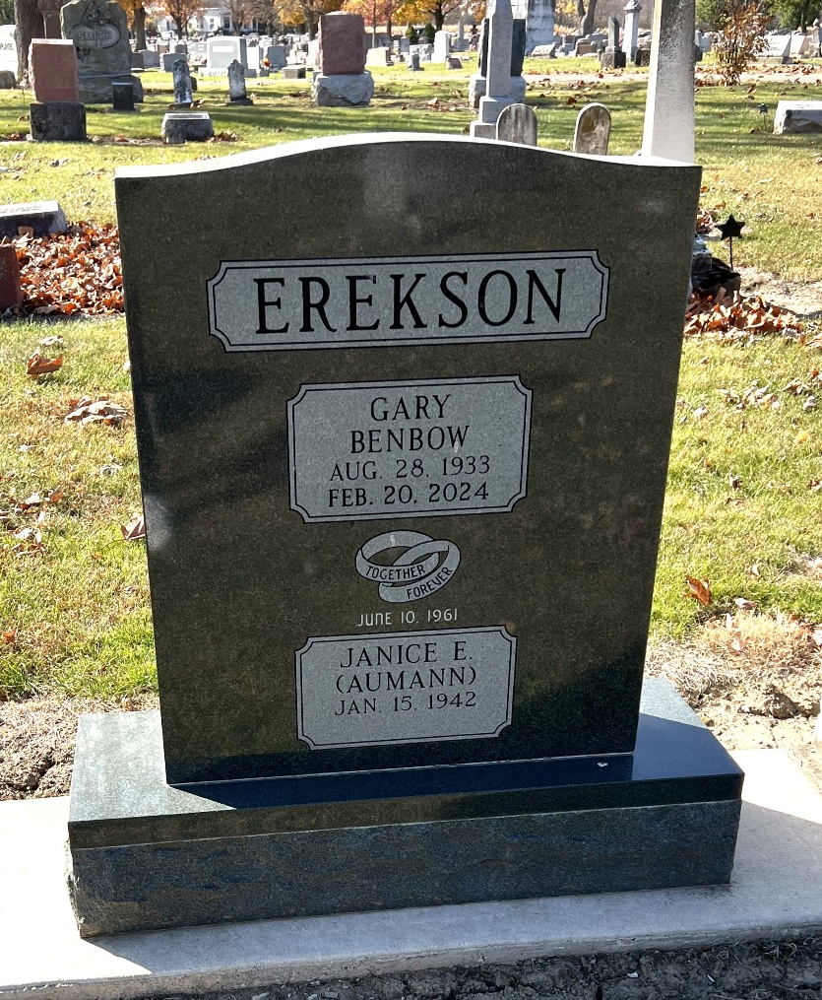 EREKSON
GARY
BENBOW
AUG. 28, 1933
FEB. 20, 2024
TOGETHER
FOREVER
JUNE 10, 1961
JANICE E.
(AUMANN)
JAN. 15, 1942